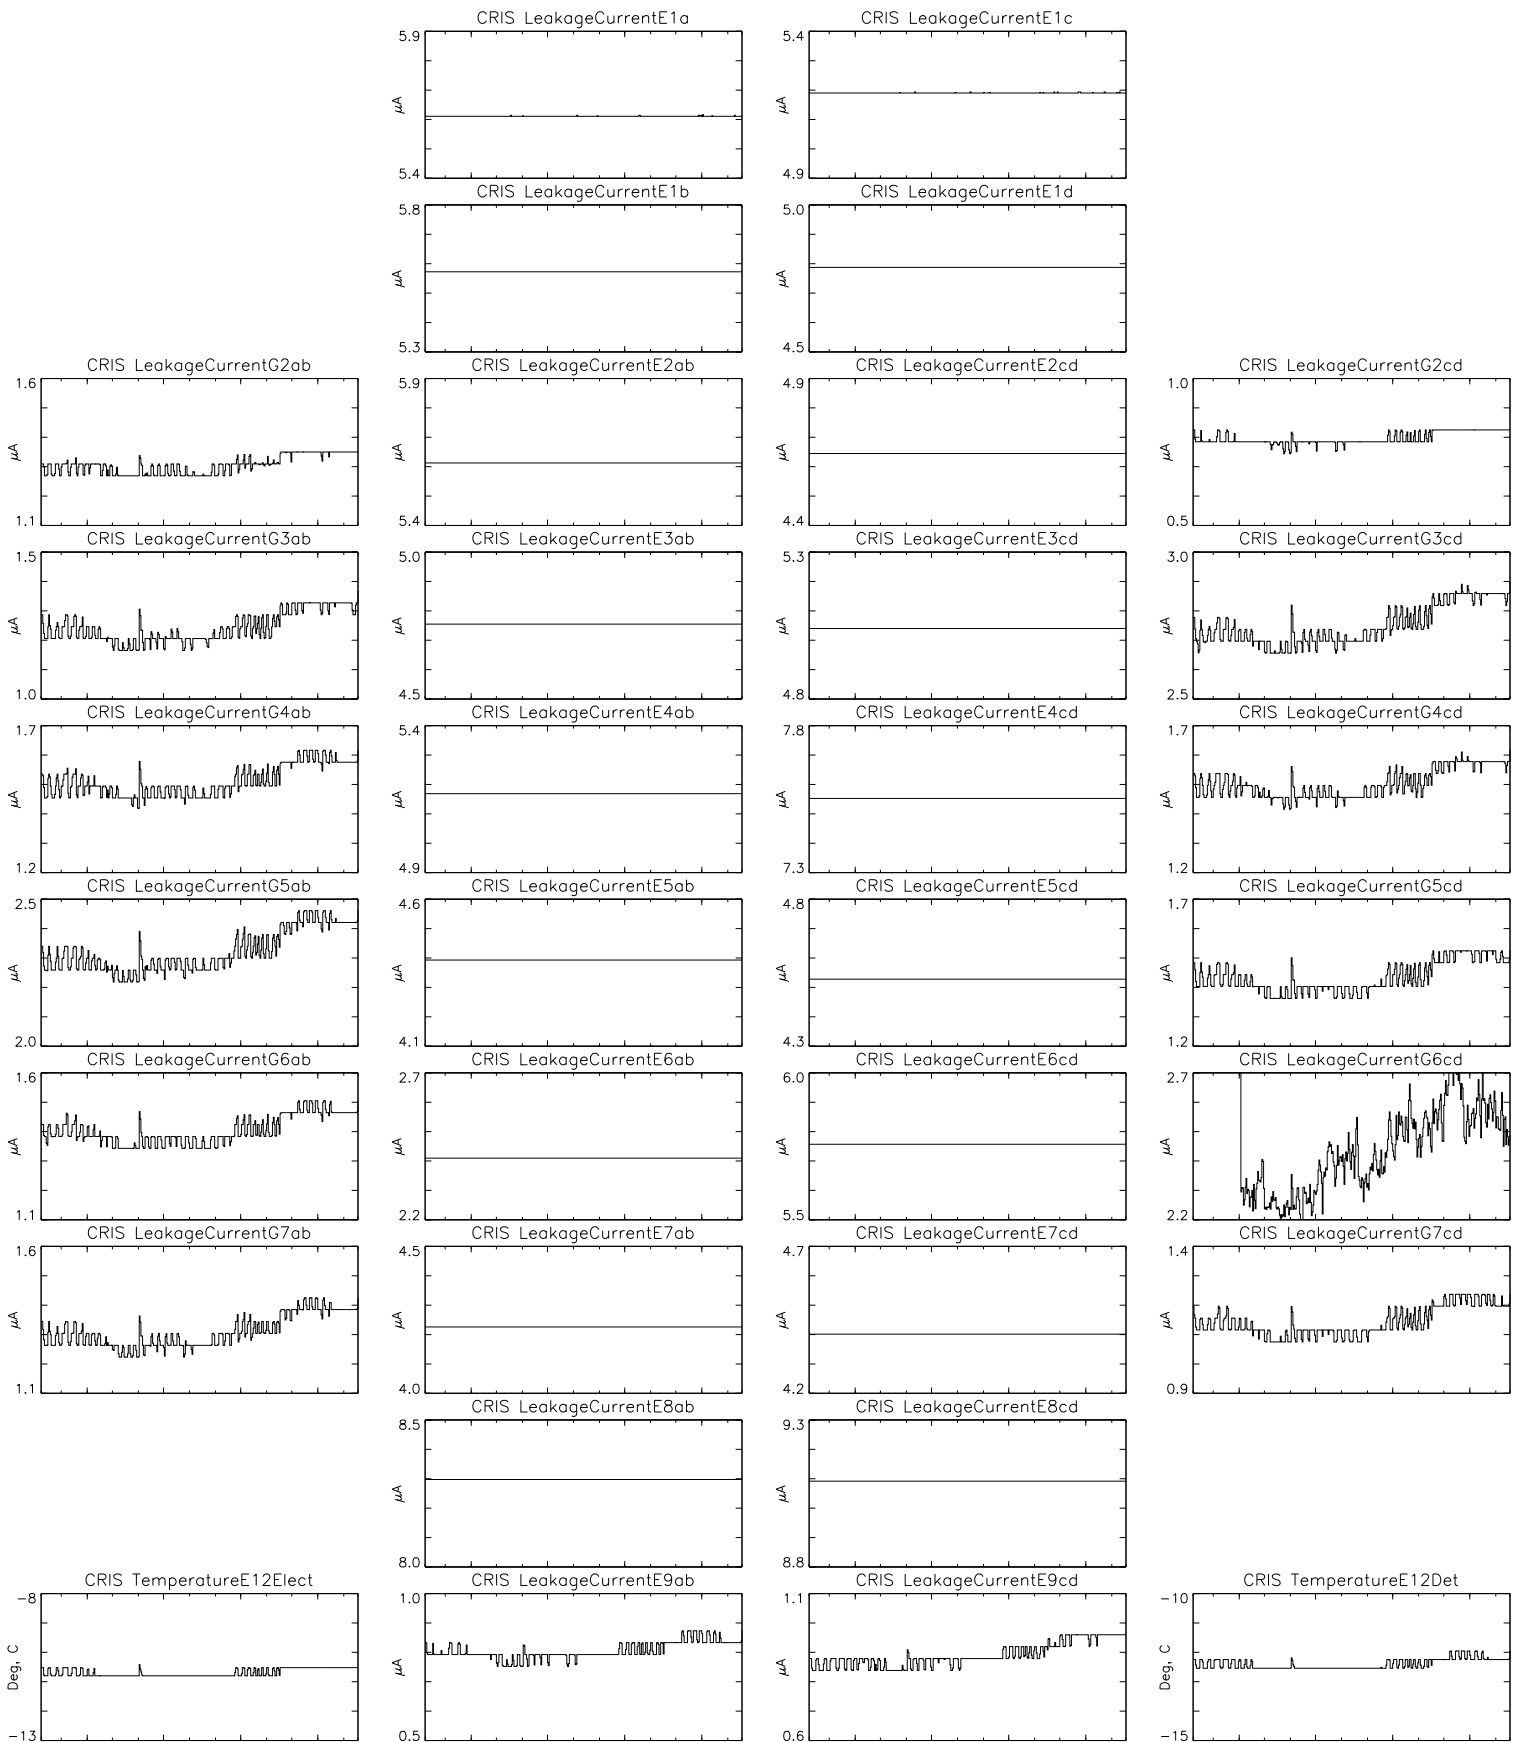 CRIS LeakageCurrentE1a
5.9
μA
5.4
CRIS LeakageCurrentE1c
5.4
μA
4.9
CRIS LeakageCurrentE1b
5.8
μA
5.3
CRIS LeakageCurrentE1d
5.0
μA
4.5
CRIS LeakageCurrentG2ab
1.6
μA
1.1
CRIS LeakageCurrentE2ab
5.9
μA
5.4
CRIS LeakageCurrentE2cd
4.9
μA
4.4
CRIS LeakageCurrentG2cd
1.0
μA
0.5
CRIS LeakageCurrentG3ab
1.5
μA
1.0
CRIS LeakageCurrentE3ab
5.0
μA
4.5
CRIS LeakageCurrentE3cd
5.3
μA
4.8
CRIS LeakageCurrentG3cd
3.0
μA
2.5
CRIS LeakageCurrentG4ab
1.7
μA
1.2
CRIS LeakageCurrentE4ab
5.4
μA
4.9
CRIS LeakageCurrentE4cd
7.8
μA
7.3
CRIS LeakageCurrentG4cd
1.7
μA
1.2
CRIS LeakageCurrentG5ab
2.5
μA
2.0
CRIS LeakageCurrentE5ab
4.6
μA
4.1
CRIS LeakageCurrentE5cd
4.8
μA
4.3
CRIS LeakageCurrentG5cd
1.7
μA
1.2
CRIS LeakageCurrentG6ab
1.6
μA
1.1
CRIS LeakageCurrentE6ab
2.7
μA
2.2
CRIS LeakageCurrentE6cd
6.0
μA
5.5
CRIS LeakageCurrentG6cd
2.7
μA
2.2
CRIS LeakageCurrentG7ab
1.6
μA
1.1
CRIS LeakageCurrentE7ab
4.5
μA
4.0
CRIS LeakageCurrentE7cd
4.7
μA
4.2
CRIS LeakageCurrentG7cd
1.4
μA
0.9
CRIS LeakageCurrentE8ab
8.5
μA
8.0
CRIS LeakageCurrentE8cd
9.3
μA
8.8
CRIS TemperatureE12Elect
-8
Deg, C
-13
CRIS LeakageCurrentE9ab
1.0
μA
0.5
CRIS LeakageCurrentE9cd
1.1
μA
0.6
CRIS TemperatureE12Det
-10
Deg, C
-15